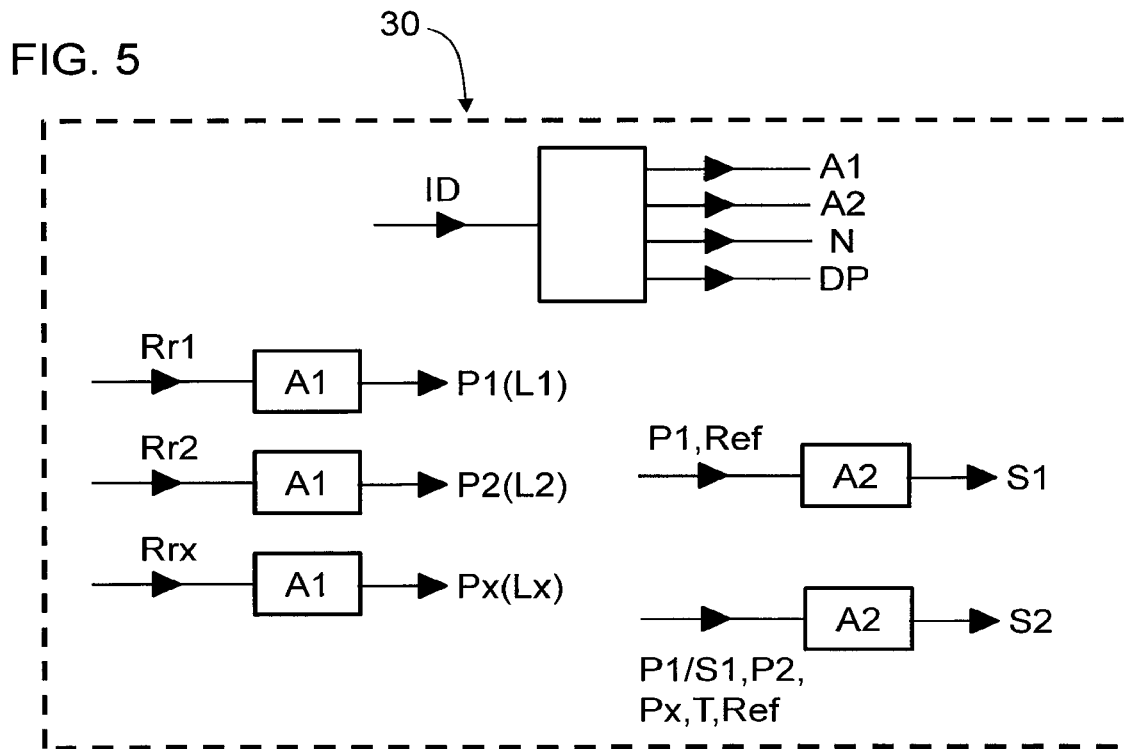 30
FIG. 5
ID
A1
A2
N
DP
Rr1
A1
P1(L1)
Rr2
A1
P2(L2)
Rrx
A1
Px(Lx)
P1,Ref
A2
S1
A2
S2
P1/S1,P2,
Px,T,Ref